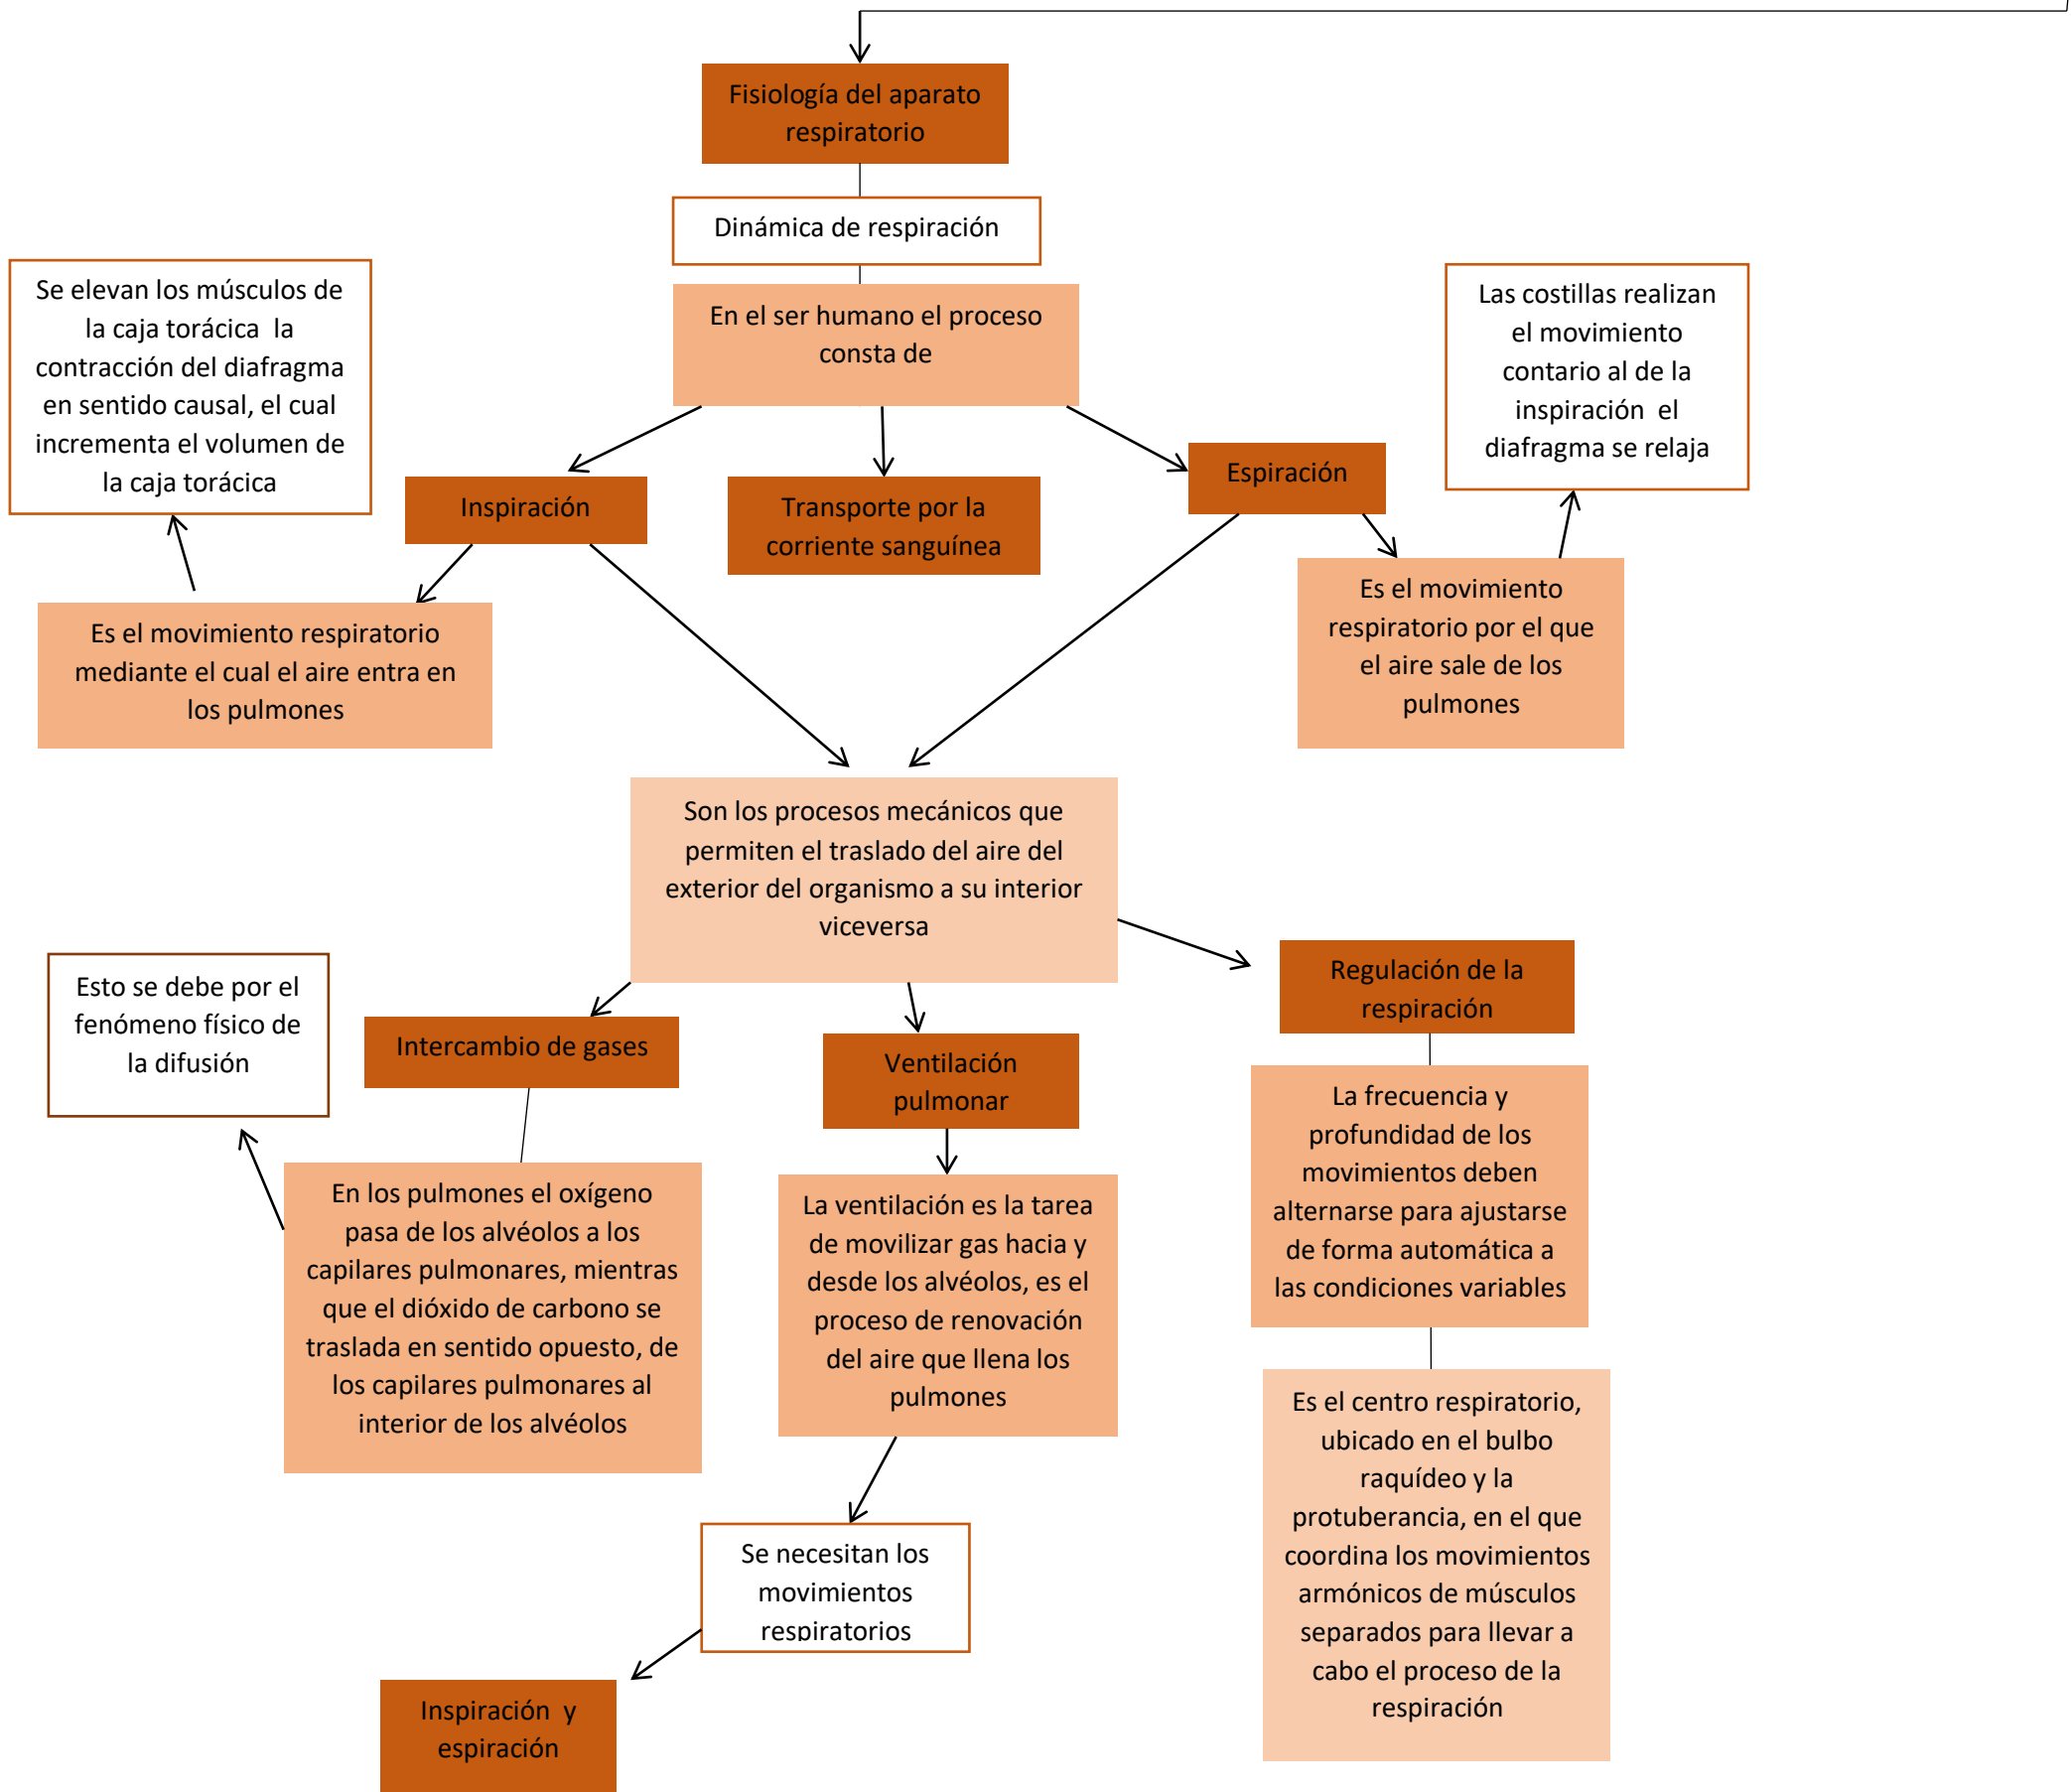 Fisiología del aparato
respiratorio
Dinámica de respiración
En el ser humano el proceso
consta de
Se elevan los músculos de
la caja torácica  la
contracción del diafragma
en sentido causal, el cual
incrementa el volumen de
la caja torácica
Las costillas realizan
el movimiento
contario al de la
inspiración  el
diafragma se relaja
Inspiración
Transporte por la
corriente sanguínea
Espiración
Es el movimiento respiratorio
mediante el cual el aire entra en
los pulmones
Es el movimiento
respiratorio por el que
el aire sale de los
pulmones
Son los procesos mecánicos que
permiten el traslado del aire del
exterior del organismo a su interior
viceversa
Esto se debe por el
fenómeno físico de
la difusión
Intercambio de gases
Ventilación
pulmonar
Regulación de la
respiración
En los pulmones el oxígeno
pasa de los alvéolos a los
capilares pulmonares, mientras
que el dióxido de carbono se
traslada en sentido opuesto, de
los capilares pulmonares al
interior de los alvéolos
La ventilación es la tarea
de movilizar gas hacia y
desde los alvéolos, es el
proceso de renovación
del aire que llena los
pulmones
La frecuencia y
profundidad de los
movimientos deben
alternarse para ajustarse
de forma automática a
las condiciones variables
Es el centro respiratorio,
ubicado en el bulbo
raquídeo y la
protuberancia, en el que
coordina los movimientos
armónicos de músculos
separados para llevar a
cabo el proceso de la
respiración
Se necesitan los
movimientos
respiratorios
Inspiración  y
espiración